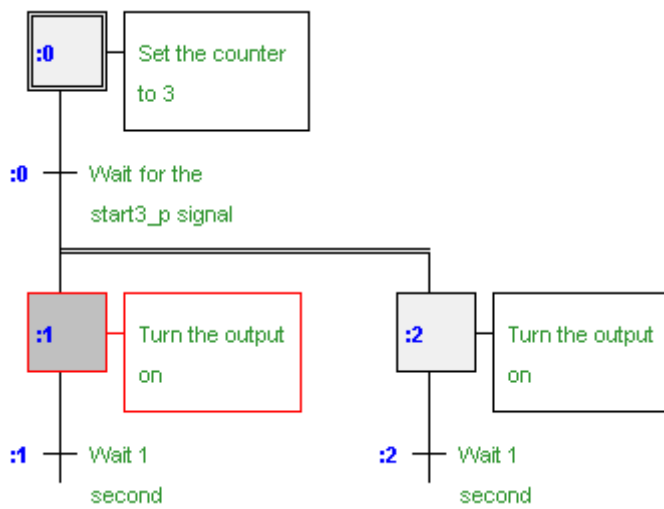 :0
Set the counter
to 3
:0
Wait for the
start3_p signal
:1
Turn the output
on
:2
Turn the output
on
:1
Wait 1
second
:2
Wait 1
second